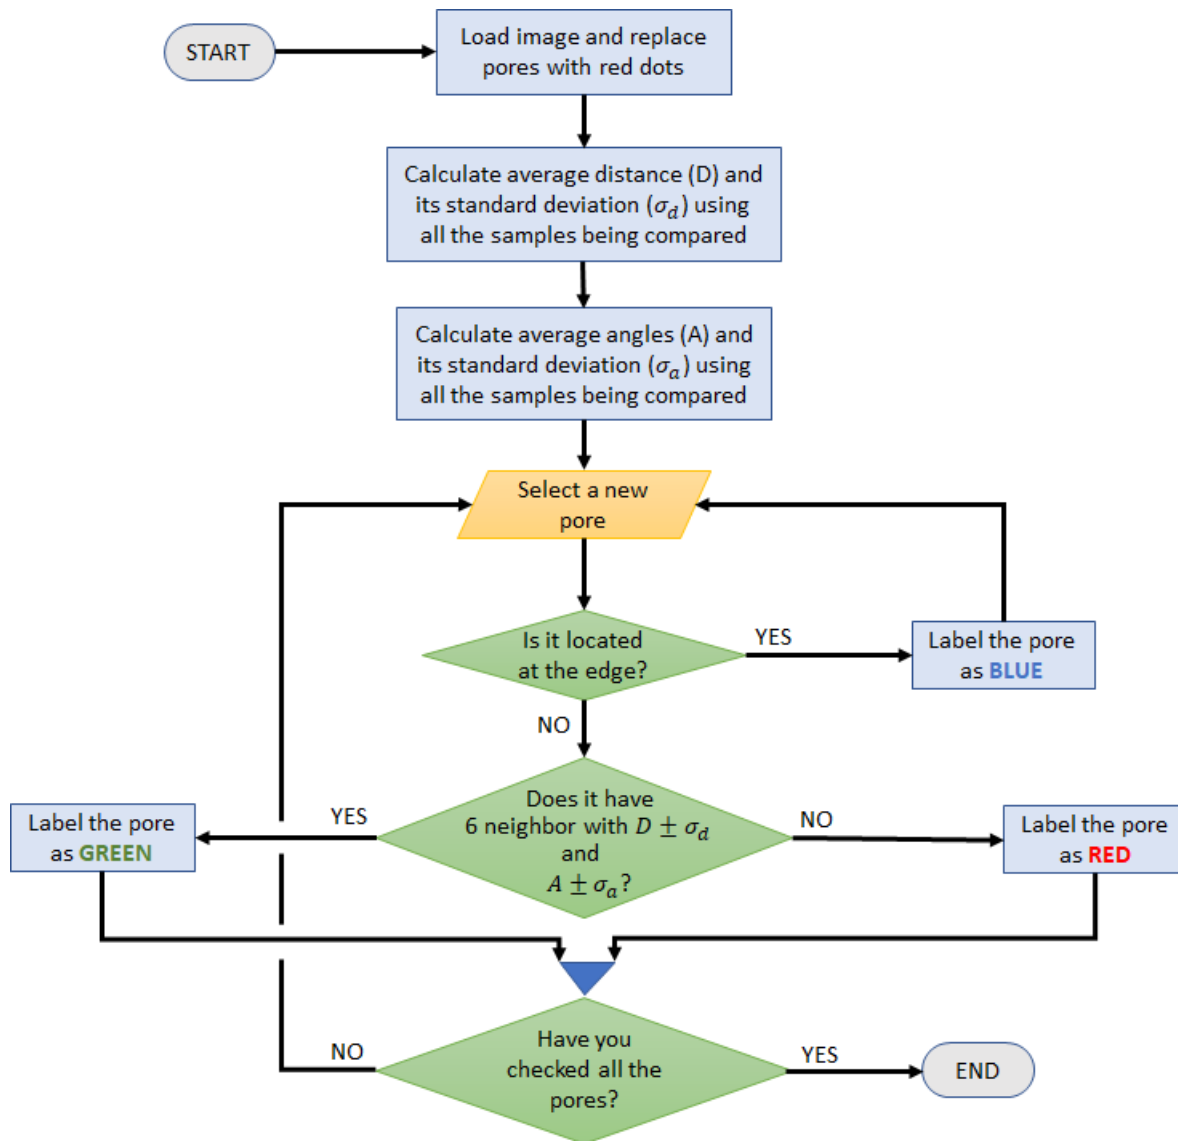 START
Load image and replace
pores with red dots
Calculate average distance (D) and
its standard deviation (σ_d) using
all the samples being compared
Calculate average angles (A) and
its standard deviation (σ_a) using
all the samples being compared
Select a new
pore
Is it located
at the edge?
YES
Label the pore
as BLUE
NO
Does it have
6 neighbor with D ± σ_d
and
A ± σ_a?
YES
Label the pore
as GREEN
NO
Label the pore
as RED
Have you
checked all the
pores?
NO
YES
END